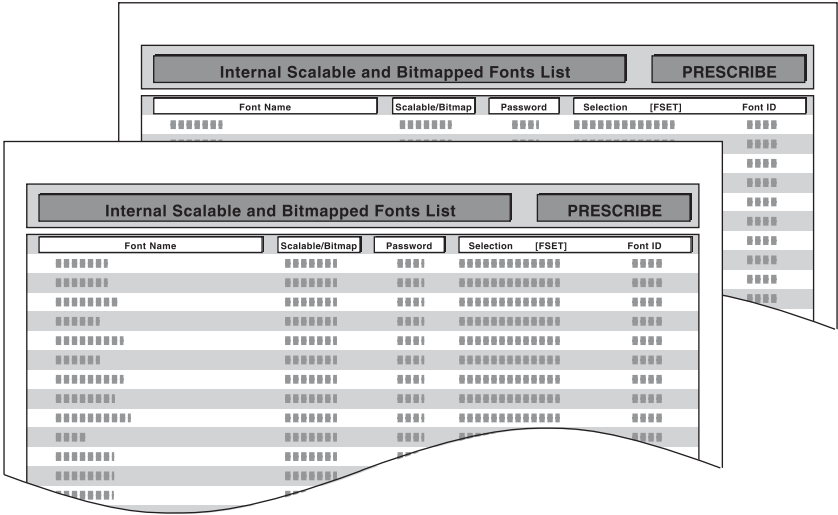 Internal Scalable and Bitmapped Fonts List PRESCRIBE
Font Name Scalable/Bitmap Password Selection [FSET] Font ID
Internal Scalable and Bitmapped Fonts List PRESCRIBE
Font Name Scalable/Bitmap Password Selection [FSET] Font ID